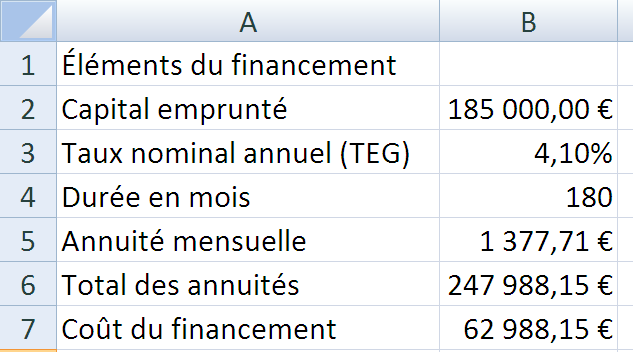 A B
1 Éléments du financement
2 Capital emprunté 185 000,00 €
3 Taux nominal annuel (TEG) 4,10%
4 Durée en mois 180
5 Annuité mensuelle 1 377,71 €
6 Total des annuités 247 988,15 €
7 Coût du financement 62 988,15 €